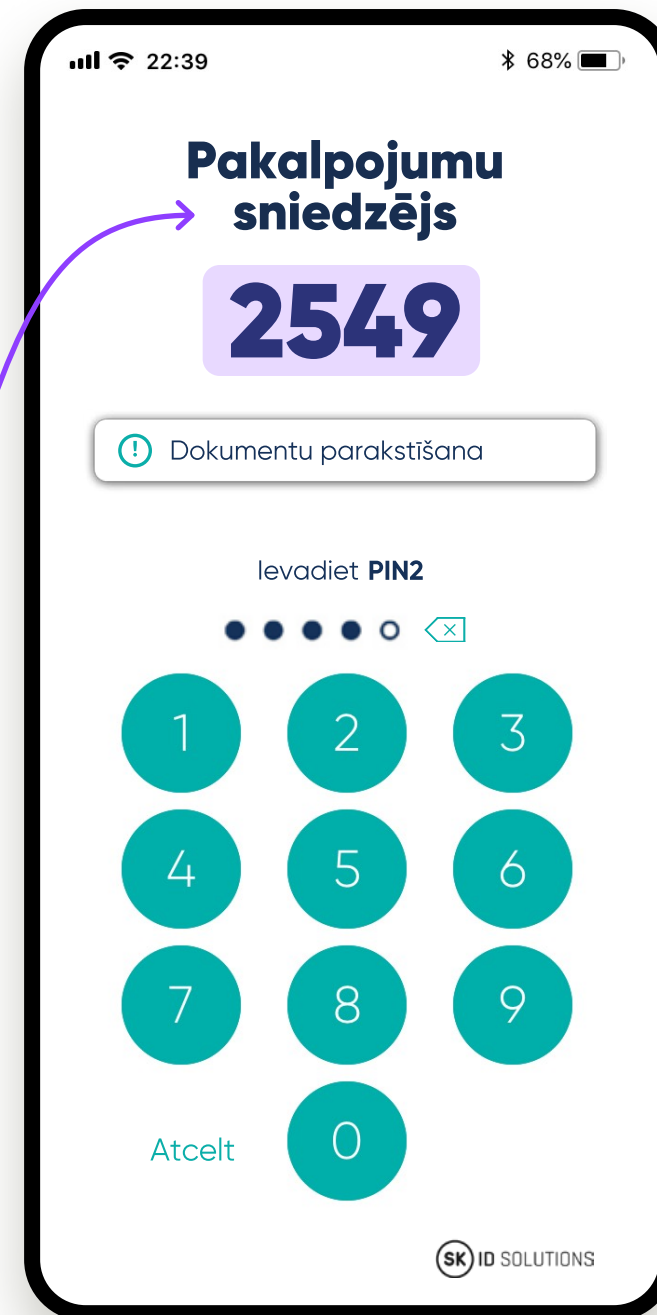 22:39 68%
Pakalpojumu
sniedzējs
2549
! Dokumentu parakstīšana
Ievadiet PIN2
1 2 3
4 5 6
7 8 9
Atcelt 0
SK ID SOLUTIONS